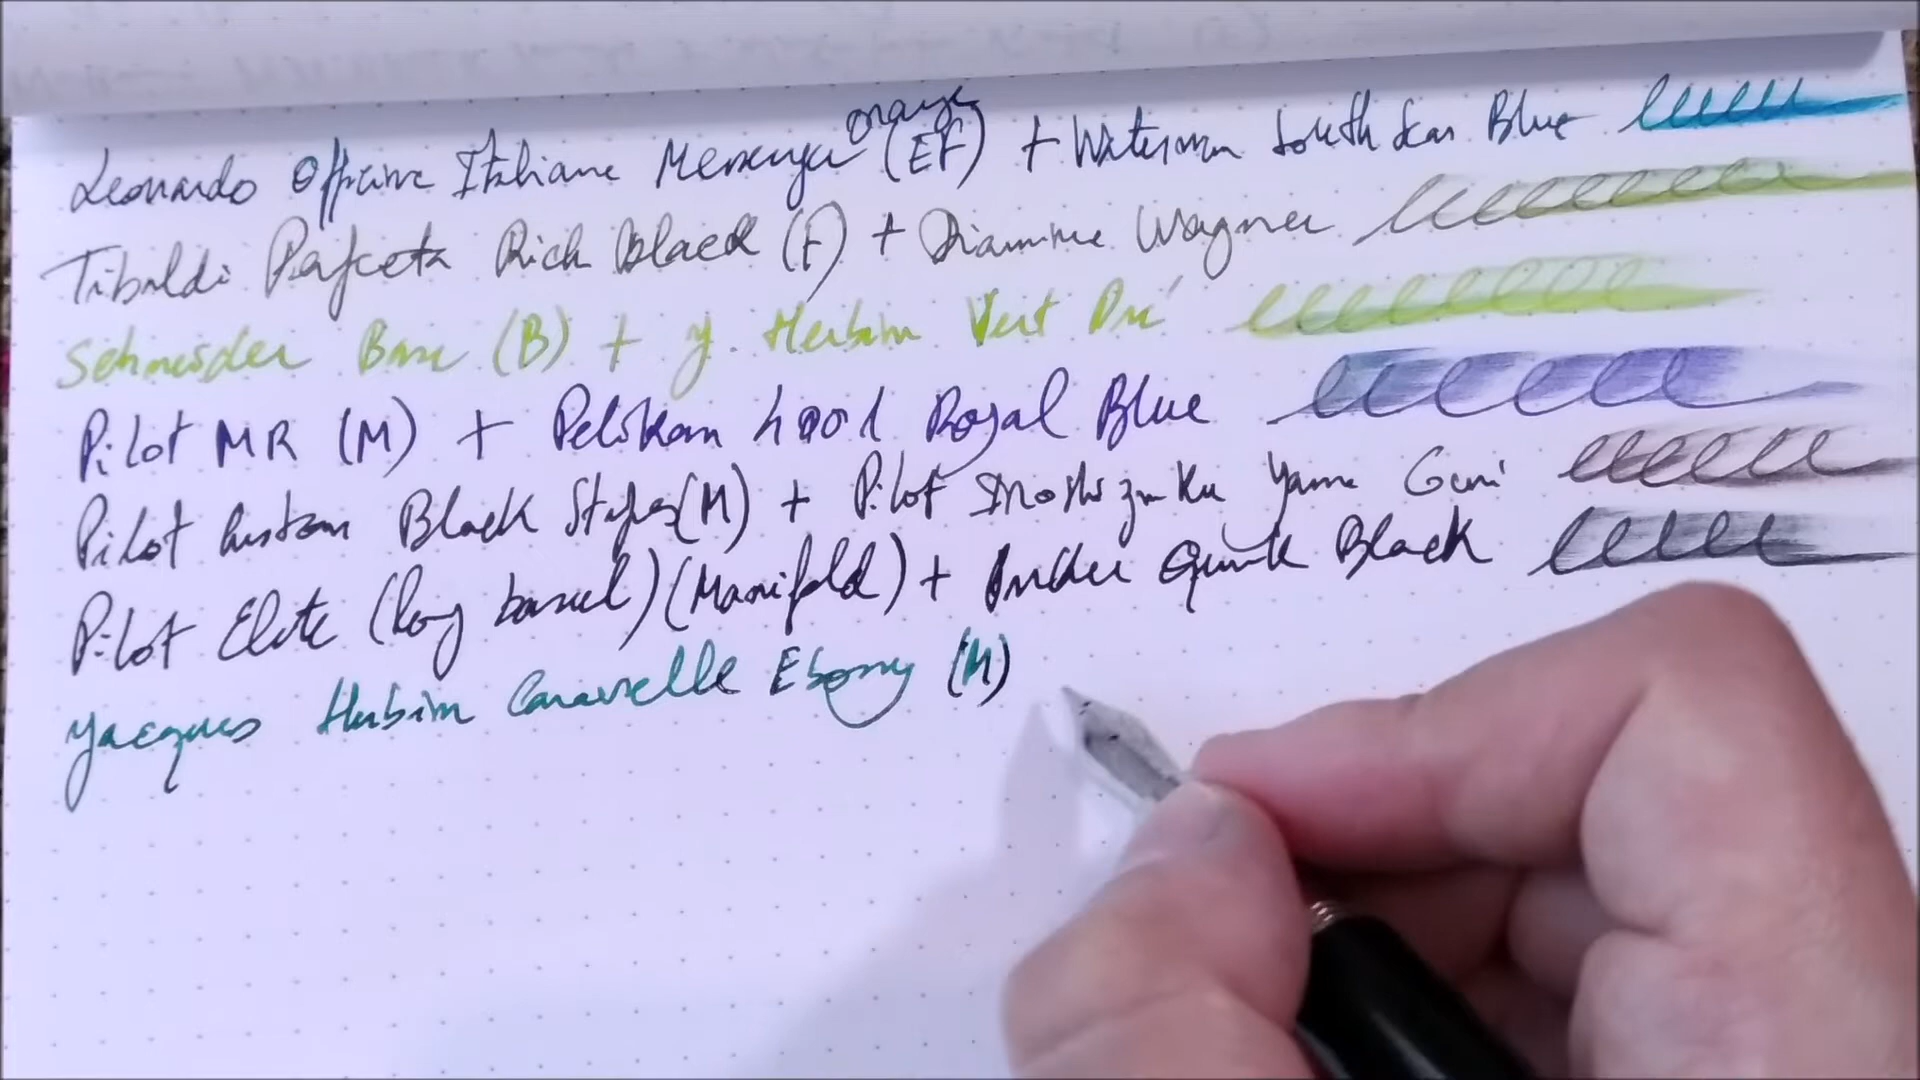 Leonardo Officina Italiana Messenger orange (EF) + Waterman South Sea Blue
Tibaldi Perfecta Rich Black (F) + Diamine Wagner
Schneider Base (B) + J. Herbin Vert Pré
Pilot MR (M) + Pelikan 4001 Royal Blue
Pilot Custom Black Stripes (M) + Pilot Iroshizuku Yama Guri
Pilot Elite (long barrel) (Manifold) + Parker Quink Black
Jacques Herbin Caravelle Ebony (M)